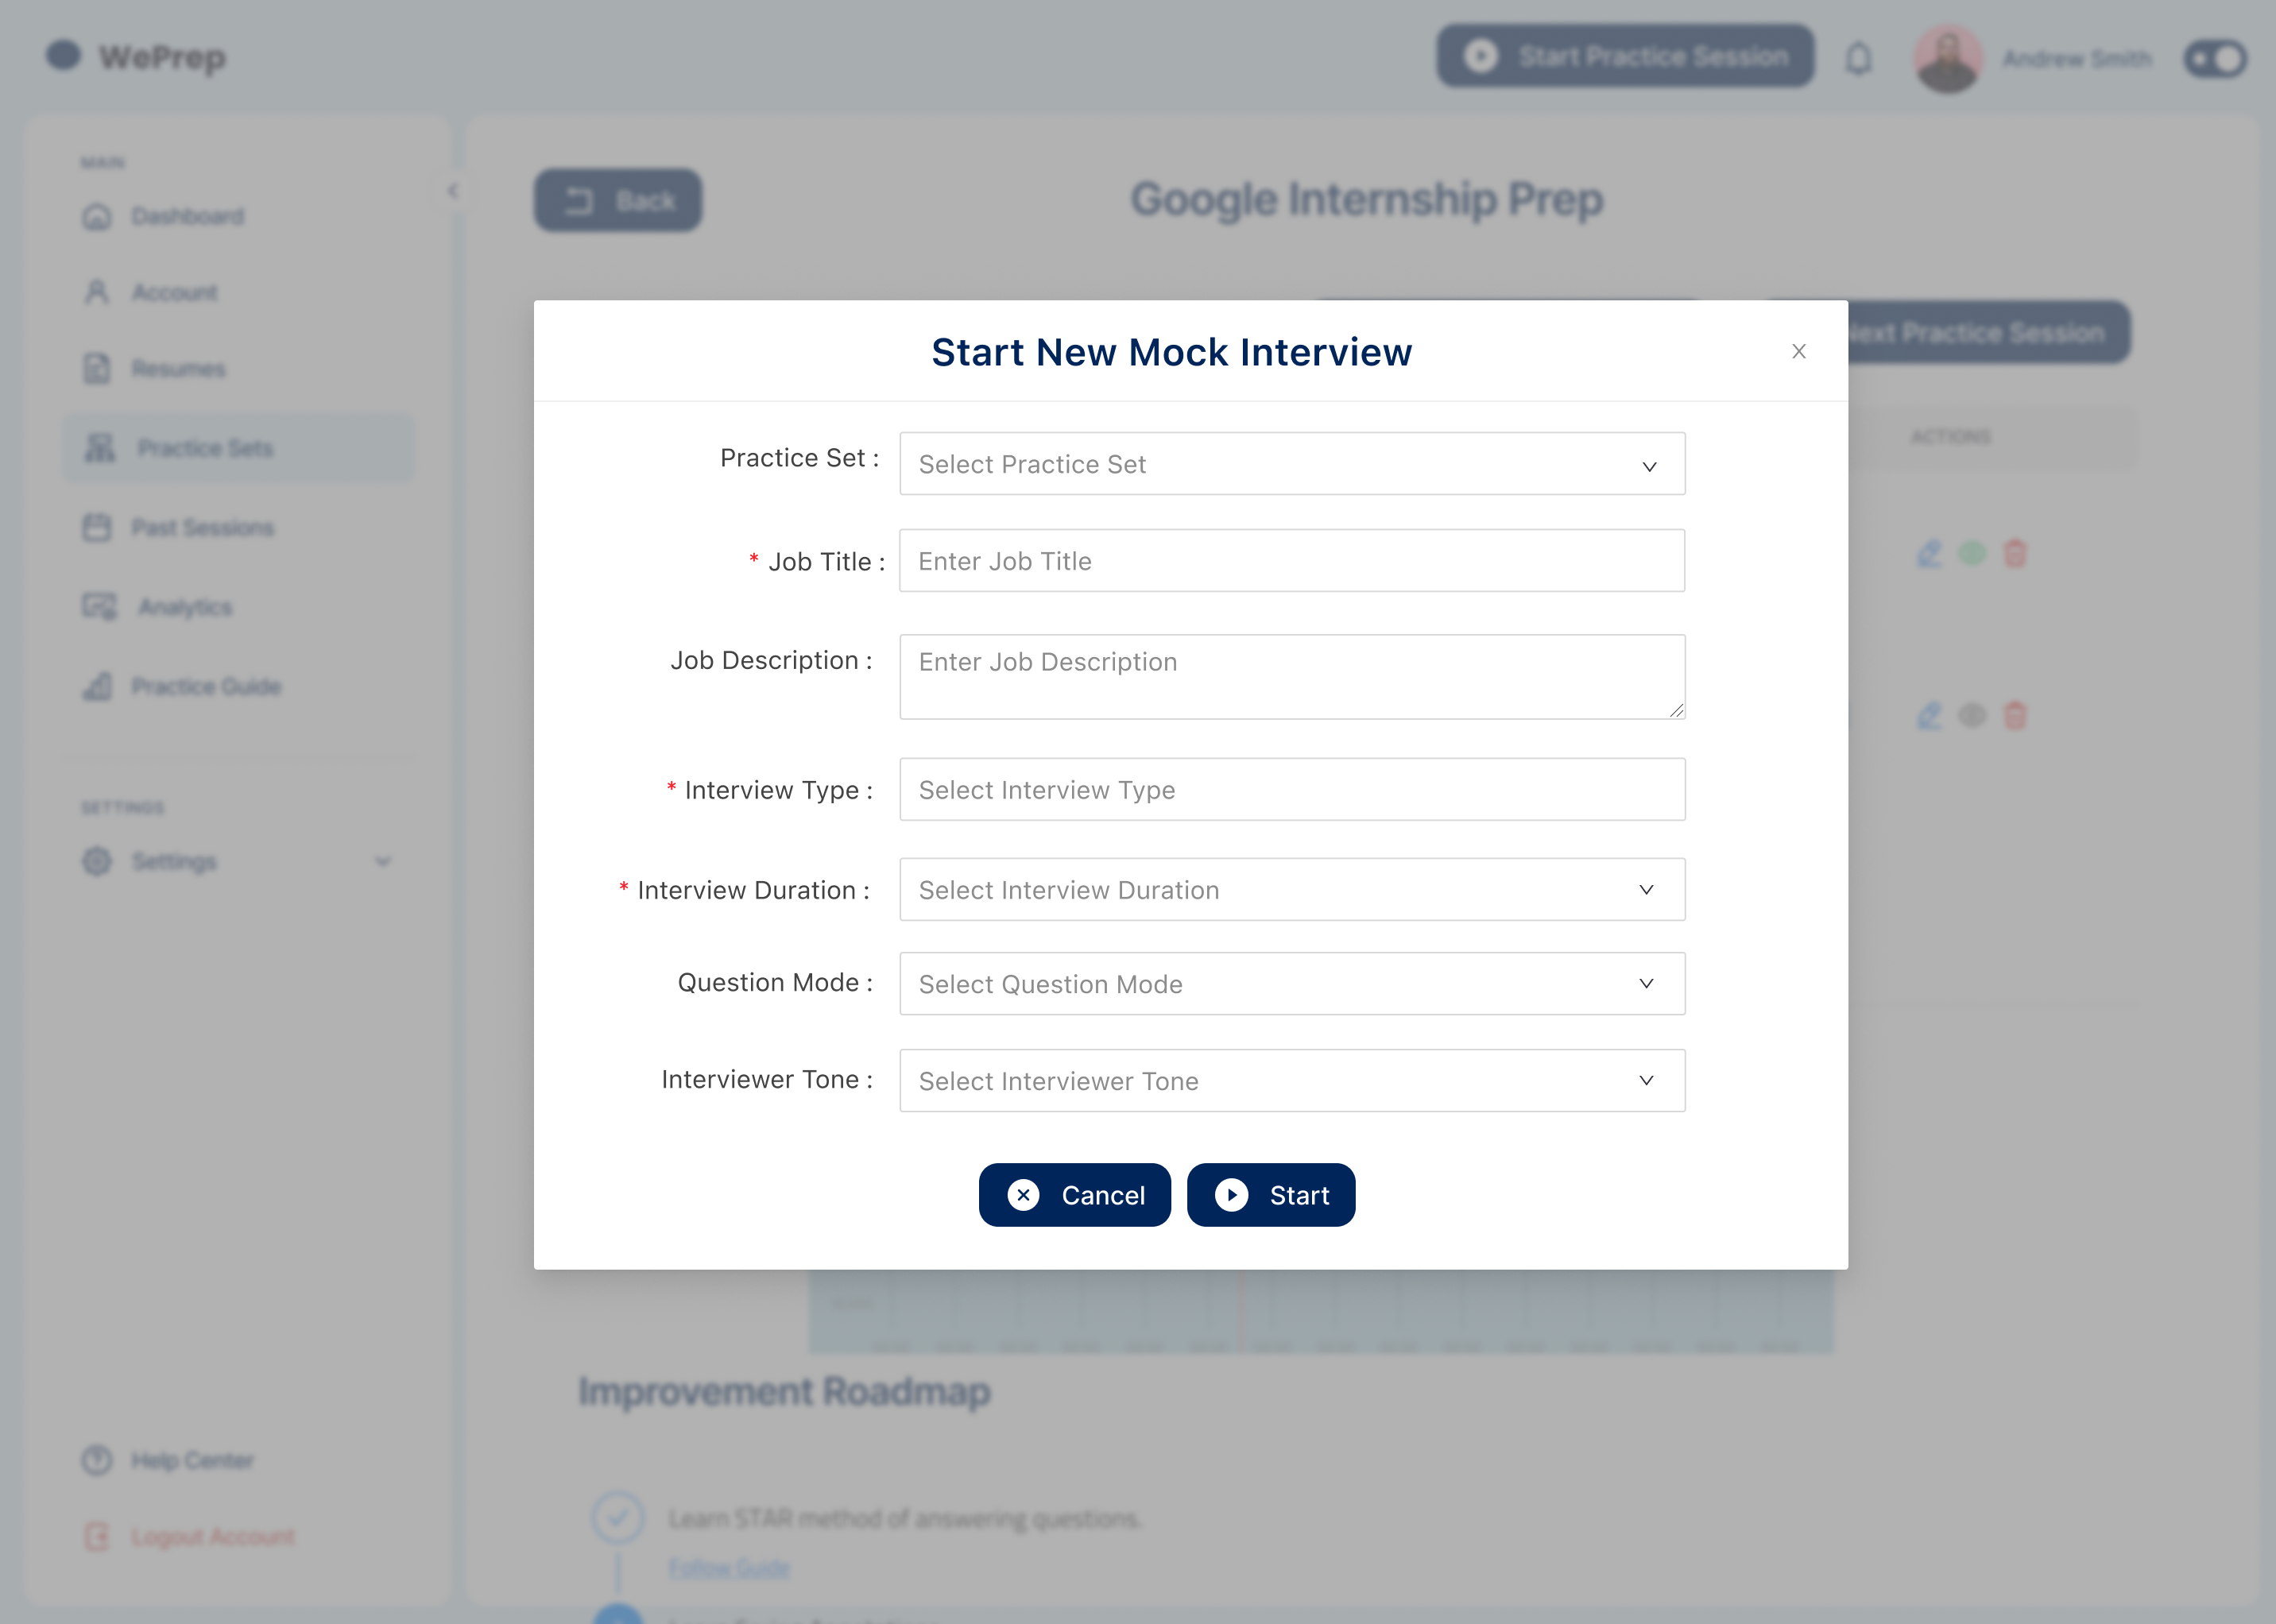 WePrep
Start Practice Session
Andrew Smith
MAIN
Dashboard
Account
Resumes
Practice Sets
Past Sessions
Analytics
Practice Guide
SETTINGS
Settings
Help Center
Logout Account
Back
Google Internship Prep
Next Practice Session
ACTIONS
Start New Mock Interview
Practice Set :
Select Practice Set
* Job Title :
Enter Job Title
Job Description :
Enter Job Description
* Interview Type :
Select Interview Type
* Interview Duration :
Select Interview Duration
Question Mode :
Select Question Mode
Interviewer Tone :
Select Interviewer Tone
Cancel
Start
Improvement Roadmap
Learn STAR method of answering questions.
Follow Guide